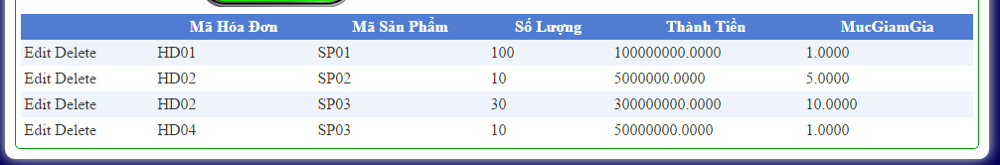 Mã Hóa Đơn Mã Sản Phẩm Số Lượng Thành Tiền MucGiamGia
Edit Delete HD01 SP01 100 100000000.0000 1.0000
Edit Delete HD02 SP02 10 5000000.0000 5.0000
Edit Delete HD02 SP03 30 300000000.0000 10.0000
Edit Delete HD04 SP03 10 50000000.0000 1.0000